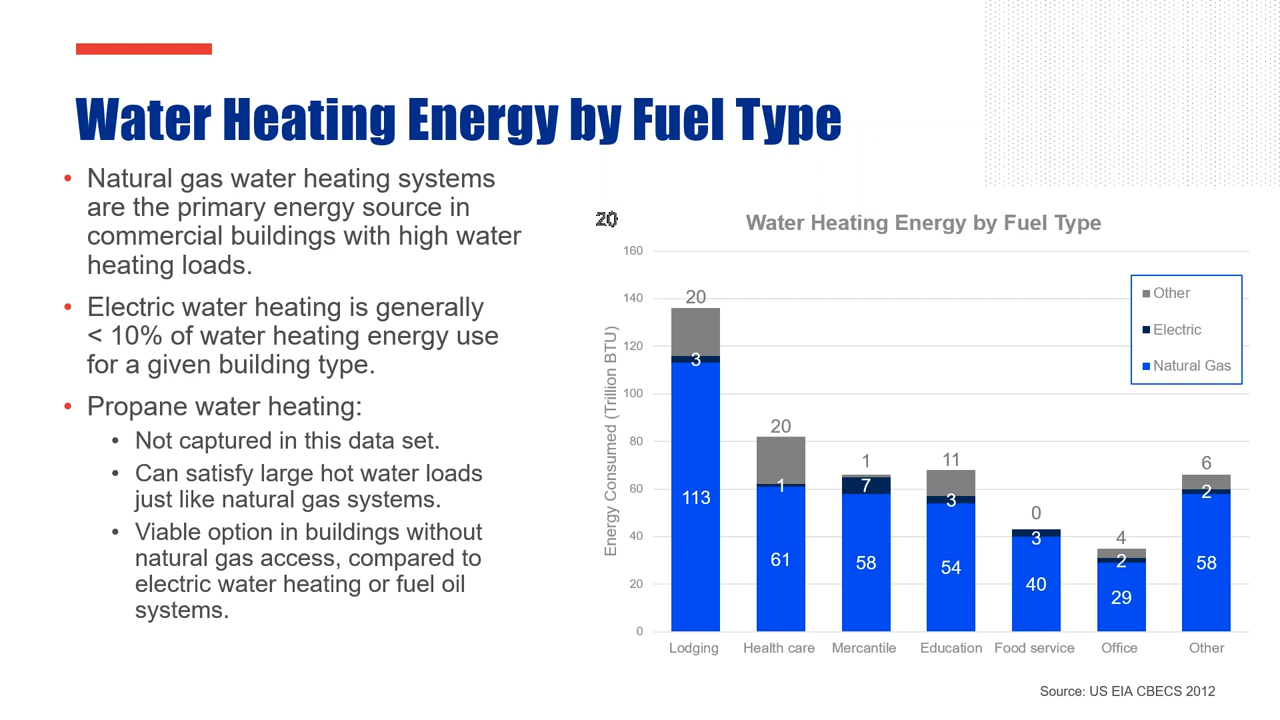 Water Heating Energy by Fuel Type
• Natural gas water heating systems
are the primary energy source in
commercial buildings with high water
heating loads.
• Electric water heating is generally
< 10% of water heating energy use
for a given building type.
• Propane water heating:
• Not captured in this data set.
• Can satisfy large hot water loads
just like natural gas systems.
• Viable option in buildings without
natural gas access, compared to
electric water heating or fuel oil
systems.
20
Water Heating Energy by Fuel Type
Energy Consumed (Trillion BTU)
160
140
120
100
80
60
40
20
0
Other
Electric
Natural Gas
20
3
113
20
1
61
1
7
58
11
3
54
0
3
40
4
2
29
6
2
58
Lodging
Health care
Mercantile
Education
Food service
Office
Other
Source: US EIA CBECS 2012